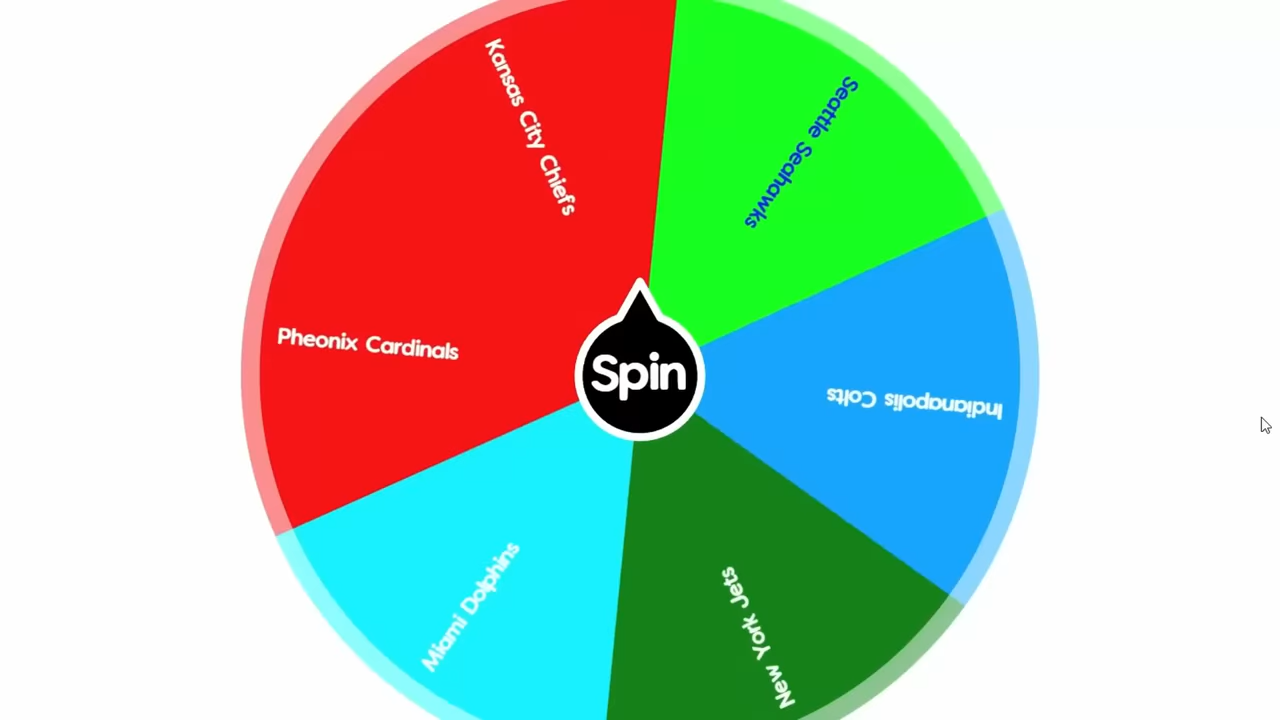 Kansas City Chiefs
Seattle Seahawks
Pheonix Cardinals
Spin
Indianapolis Colts
Miami Dolphins
New York Jets